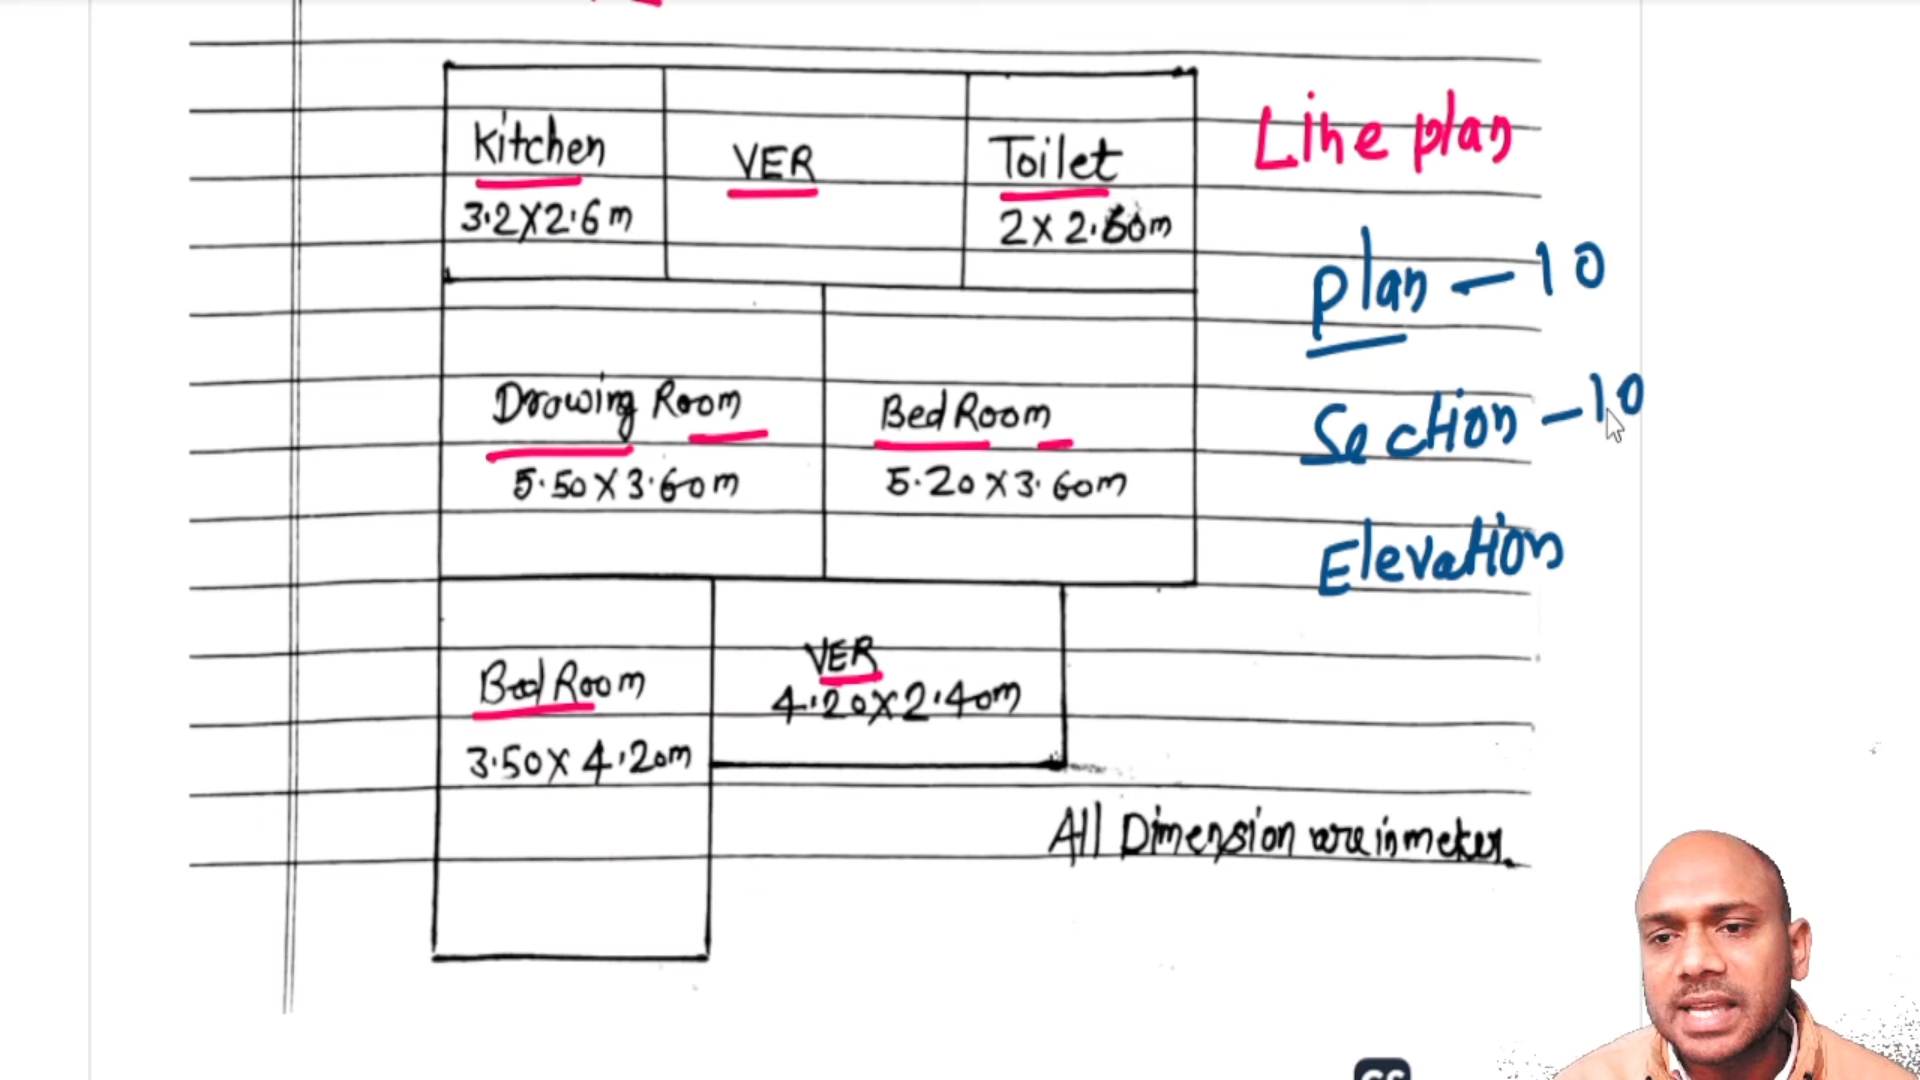 Line plan
Kitchen
3.2X2.6m
VER
Toilet
2X2.60m
plan - 10
Section - 10
Elevation
Drowing Room
5.50X3.60m
Bed Room
5.20X3.60m
Bed Room
3.50X4.20m
VER
4.20X2.40m
All Dimension are in meter.